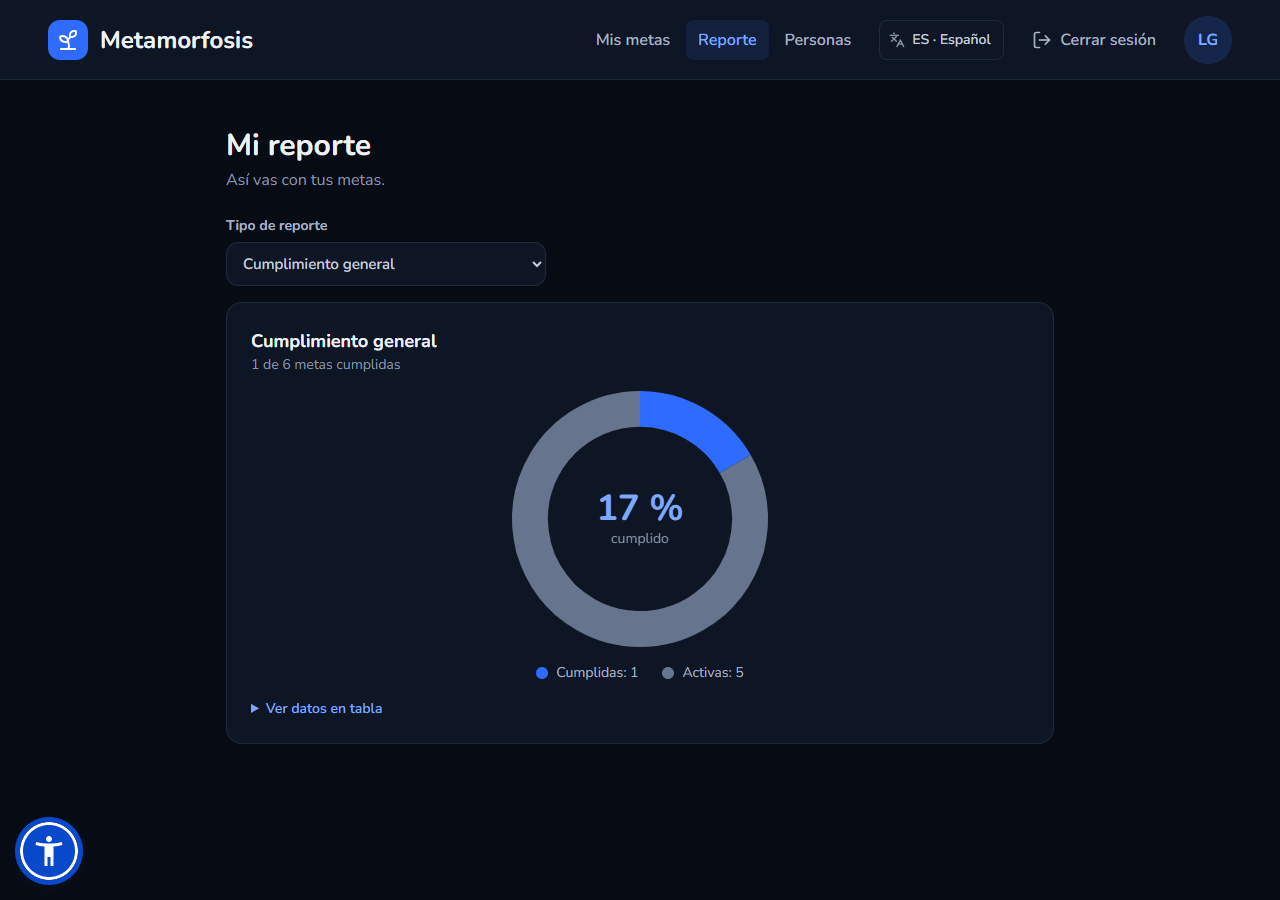 Metamorfosis
Mis metas
Reporte
Personas
ES · Español
Cerrar sesión
LG
Mi reporte
Así vas con tus metas.
Tipo de reporte
Cumplimiento general
Cumplimiento general
1 de 6 metas cumplidas
17 %
cumplido
Cumplidas: 1
Activas: 5
Ver datos en tabla